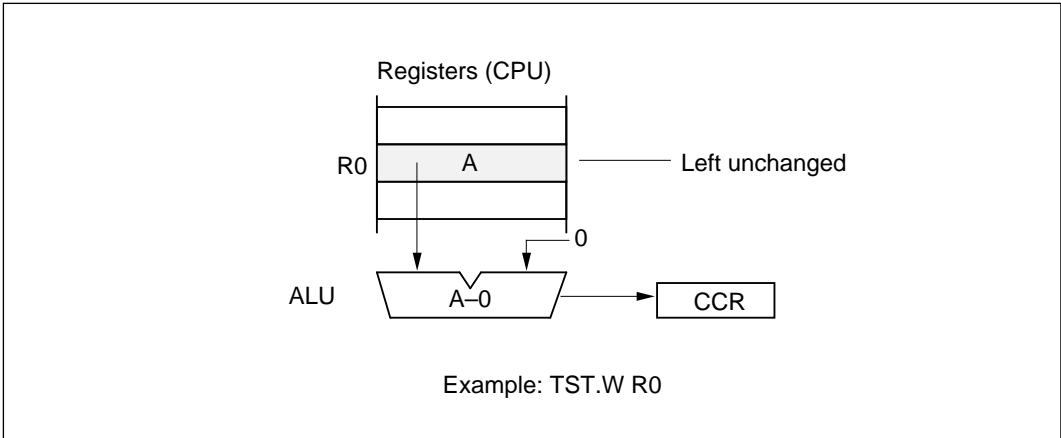 Registers (CPU)
R0
A
Left unchanged
0
ALU
A–0
CCR
Example: TST.W R0